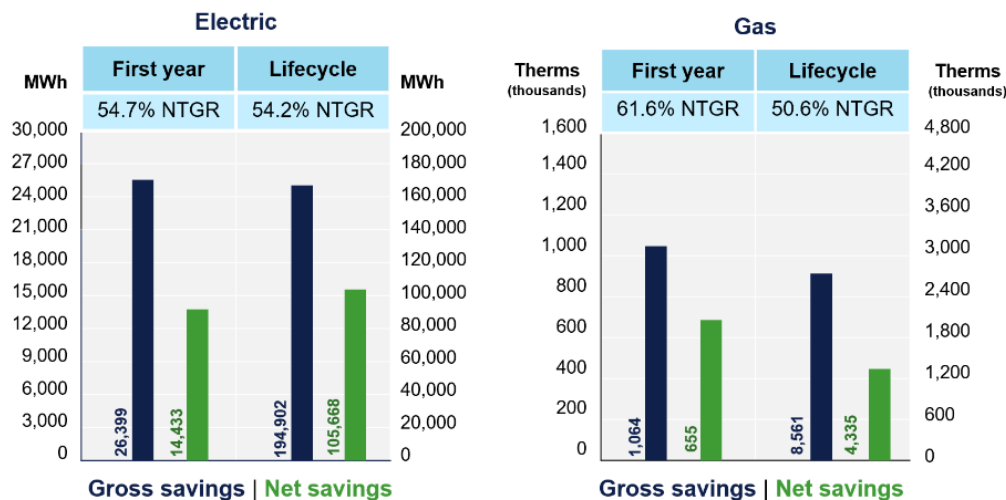 Electric
MWh
First year
Lifecycle
MWh
54.7% NTGR
54.2% NTGR
30,000
27,000
24,000
21,000
18,000
15,000
12,000
9,000
6,000
3,000
0
26,399
14,433
194,902
105,668
200,000
180,000
160,000
140,000
120,000
100,000
80,000
60,000
40,000
20,000
0
Gross savings | Net savings
Gas
Therms
(thousands)
First year
Lifecycle
Therms
(thousands)
61.6% NTGR
50.6% NTGR
1,600
1,400
1,200
1,000
800
600
400
200
0
1,064
655
8,561
4,335
4,800
4,200
3,600
3,000
2,400
1,800
1,200
600
0
Gross savings | Net savings